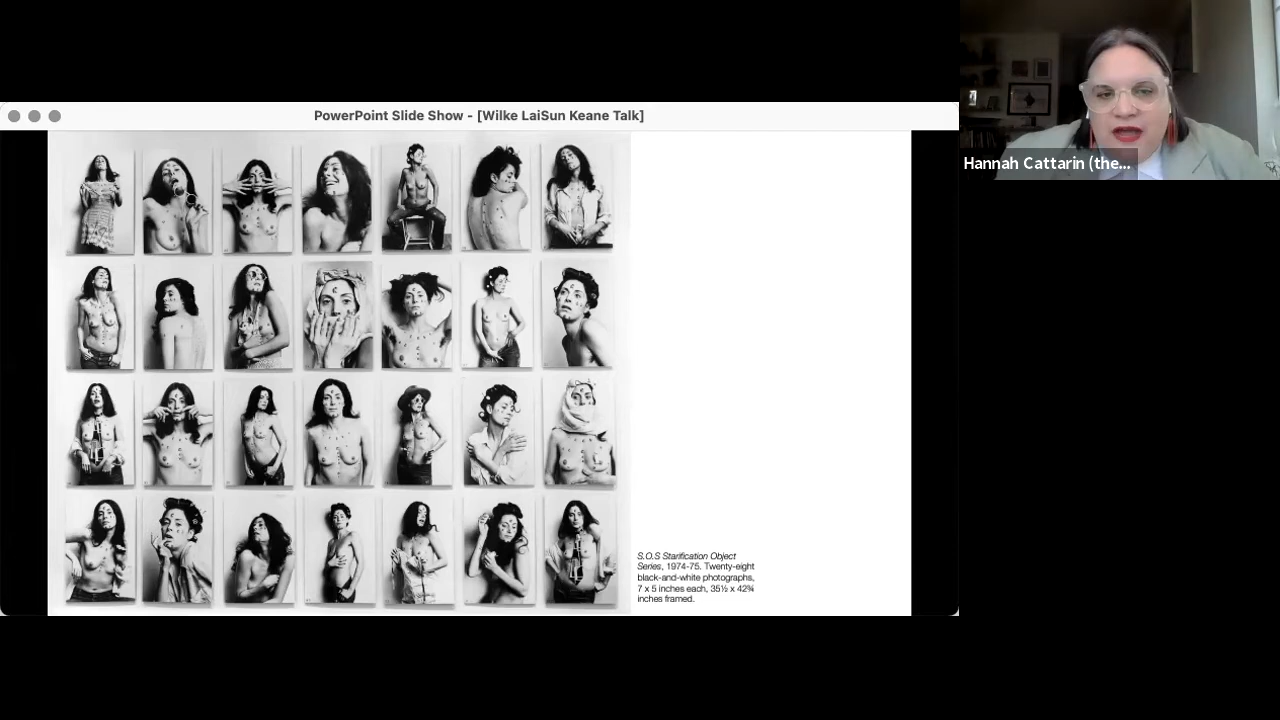 PowerPoint Slide Show - [Wilke LaiSun Keane Talk]
Hannah Cattarin (the...
S.O.S Starification Object
Series, 1974-75. Twenty-eight
black-and-white photographs,
7 x 5 inches each, 35½ x 42¾
inches framed.